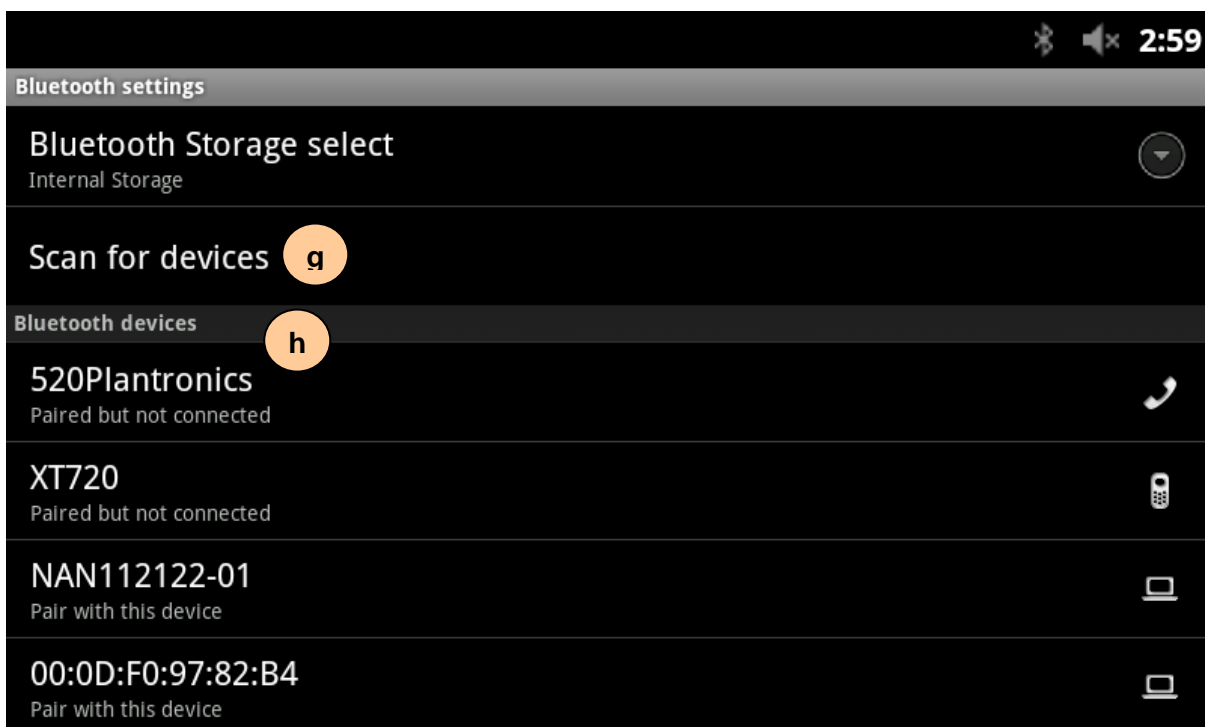 2:59
Bluetooth settings
Bluetooth Storage select
Internal Storage
Scan for devices g
Bluetooth devices
h
520Plantronics
Paired but not connected
XT720
Paired but not connected
NAN112122-01
Pair with this device
00:0D:F0:97:82:B4
Pair with this device